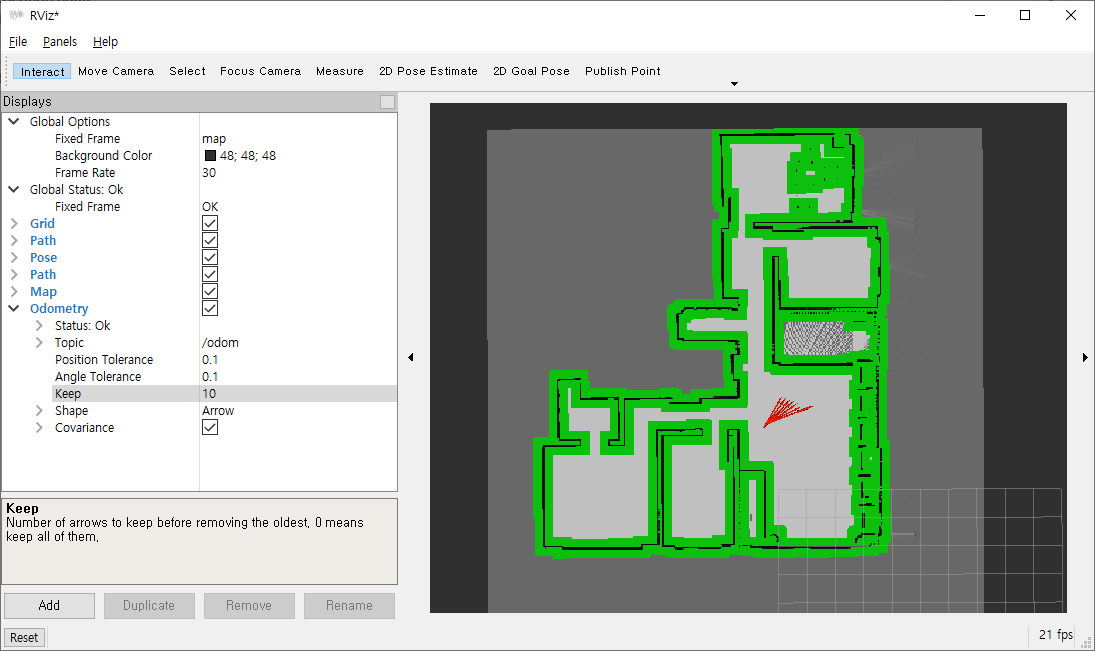 RViz*
File Panels Help
Interact Move Camera Select Focus Camera Measure 2D Pose Estimate 2D Goal Pose Publish Point
Displays
Global Options
Fixed Frame map
Background Color 48; 48; 48
Frame Rate 30
Global Status: Ok
Fixed Frame OK
Grid
Path
Pose
Path
Map
Odometry
Status: Ok
Topic /odom
Position Tolerance 0.1
Angle Tolerance 0.1
Keep 10
Shape Arrow
Covariance
Keep
Number of arrows to keep before removing the oldest, 0 means
keep all of them,
Add Duplicate Remove Rename
Reset 21 fps